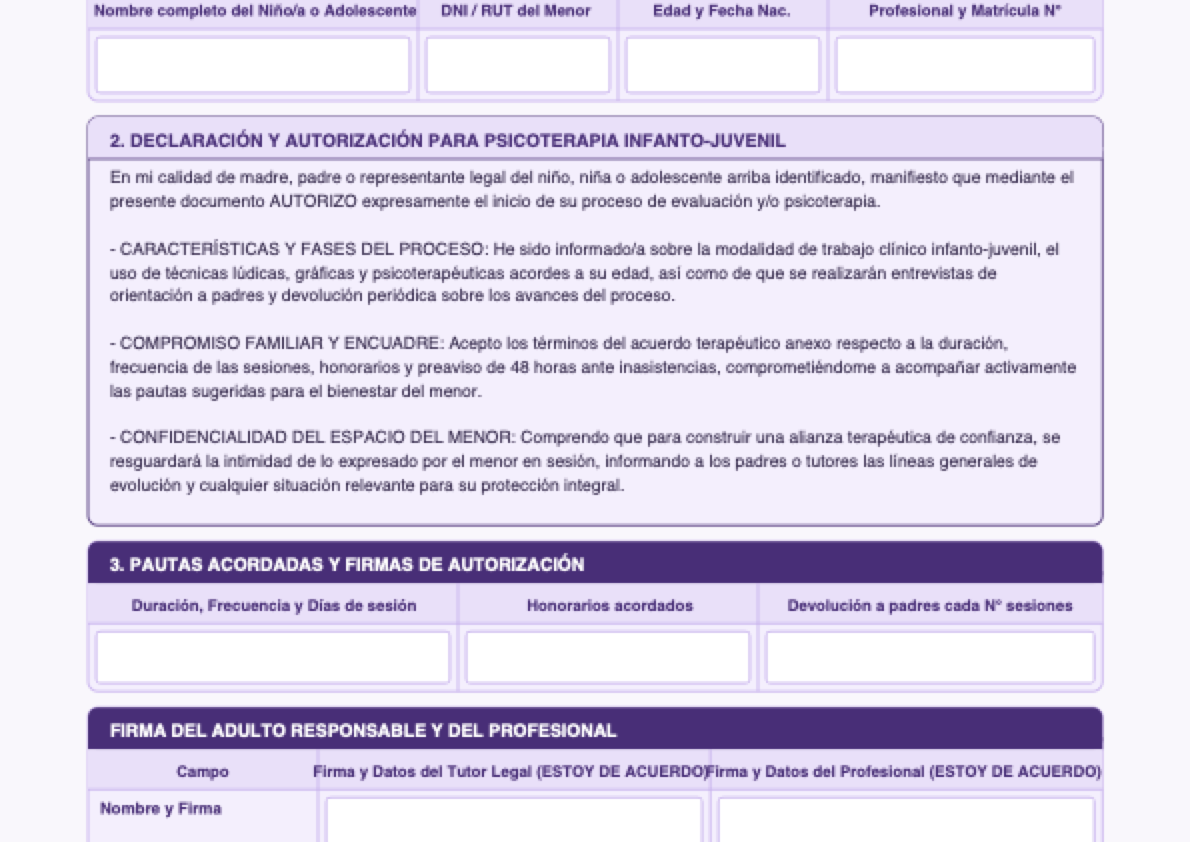 Nombre completo del Niño/a o Adolescente DNI / RUT del Menor Edad y Fecha Nac. Profesional y Matrícula N°
2. DECLARACIÓN Y AUTORIZACIÓN PARA PSICOTERAPIA INFANTO-JUVENIL
En mi calidad de madre, padre o representante legal del niño, niña o adolescente arriba identificado, manifiesto que mediante el
presente documento AUTORIZO expresamente el inicio de su proceso de evaluación y/o psicoterapia.
- CARACTERÍSTICAS Y FASES DEL PROCESO: He sido informado/a sobre la modalidad de trabajo clínico infanto-juvenil, el
uso de técnicas lúdicas, gráficas y psicoterapéuticas acordes a su edad, así como de que se realizarán entrevistas de
orientación a padres y devolución periódica sobre los avances del proceso.
- COMPROMISO FAMILIAR Y ENCUADRE: Acepto los términos del acuerdo terapéutico anexo respecto a la duración,
frecuencia de las sesiones, honorarios y preaviso de 48 horas ante inasistencias, comprometiéndome a acompañar activamente
las pautas sugeridas para el bienestar del menor.
- CONFIDENCIALIDAD DEL ESPACIO DEL MENOR: Comprendo que para construir una alianza terapéutica de confianza, se
resguardará la intimidad de lo expresado por el menor en sesión, informando a los padres o tutores las líneas generales de
evolución y cualquier situación relevante para su protección integral.
3. PAUTAS ACORDADAS Y FIRMAS DE AUTORIZACIÓN
Duración, Frecuencia y Días de sesión Honorarios acordados Devolución a padres cada N° sesiones
FIRMA DEL ADULTO RESPONSABLE Y DEL PROFESIONAL
Campo Firma y Datos del Tutor Legal (ESTOY DE ACUERDO) Firma y Datos del Profesional (ESTOY DE ACUERDO)
Nombre y Firma